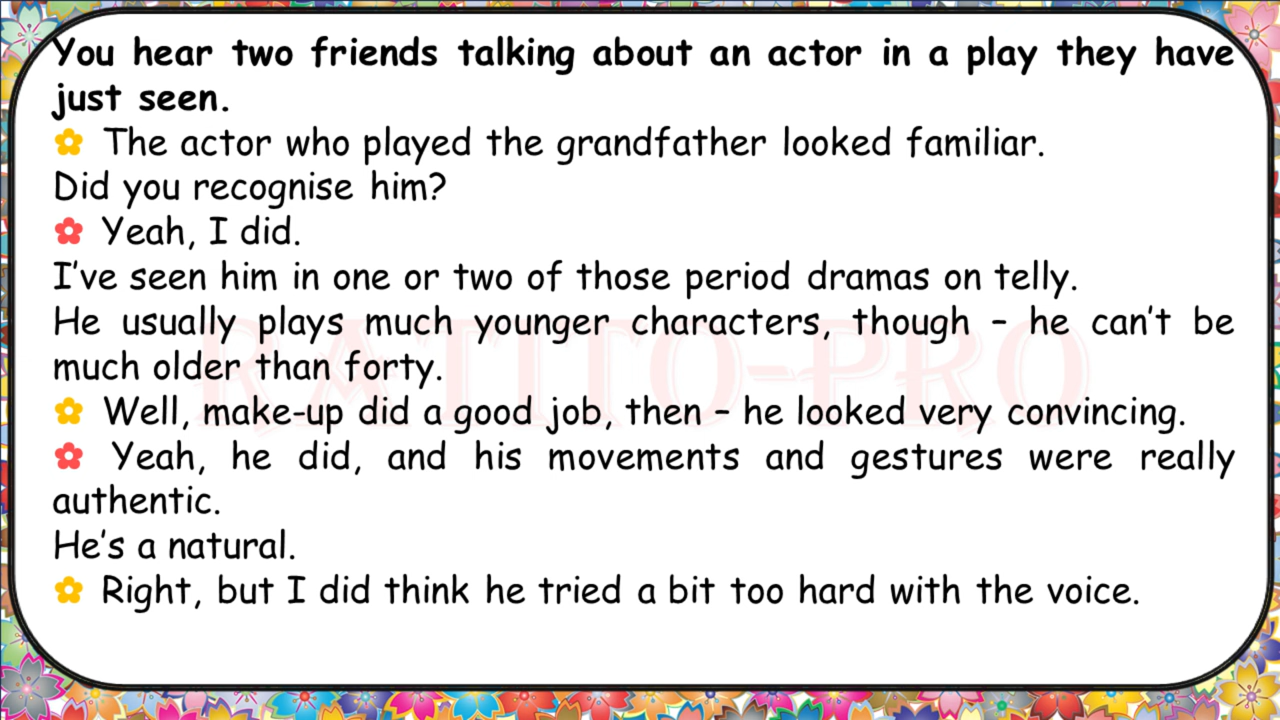 You hear two friends talking about an actor in a play they have
just seen.
The actor who played the grandfather looked familiar.
Did you recognise him?
Yeah, I did.
I've seen him in one or two of those period dramas on telly.
He usually plays much younger characters, though – he can't be
much older than forty.
RATITO-PRO
Well, make-up did a good job, then – he looked very convincing.
Yeah, he did, and his movements and gestures were really
authentic.
He's a natural.
Right, but I did think he tried a bit too hard with the voice.